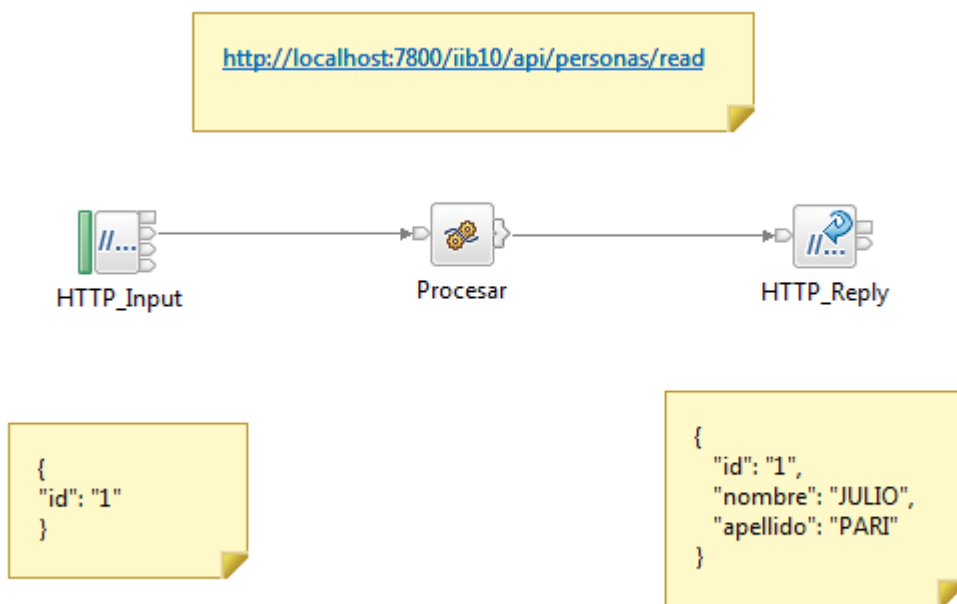 http://localhost:7800/iib10/api/personas/read
//...
//...
HTTP_Input
Procesar
HTTP_Reply
{
"id": "1"
}
{
"id": "1",
"nombre": "JULIO",
"apellido": "PARI"
}